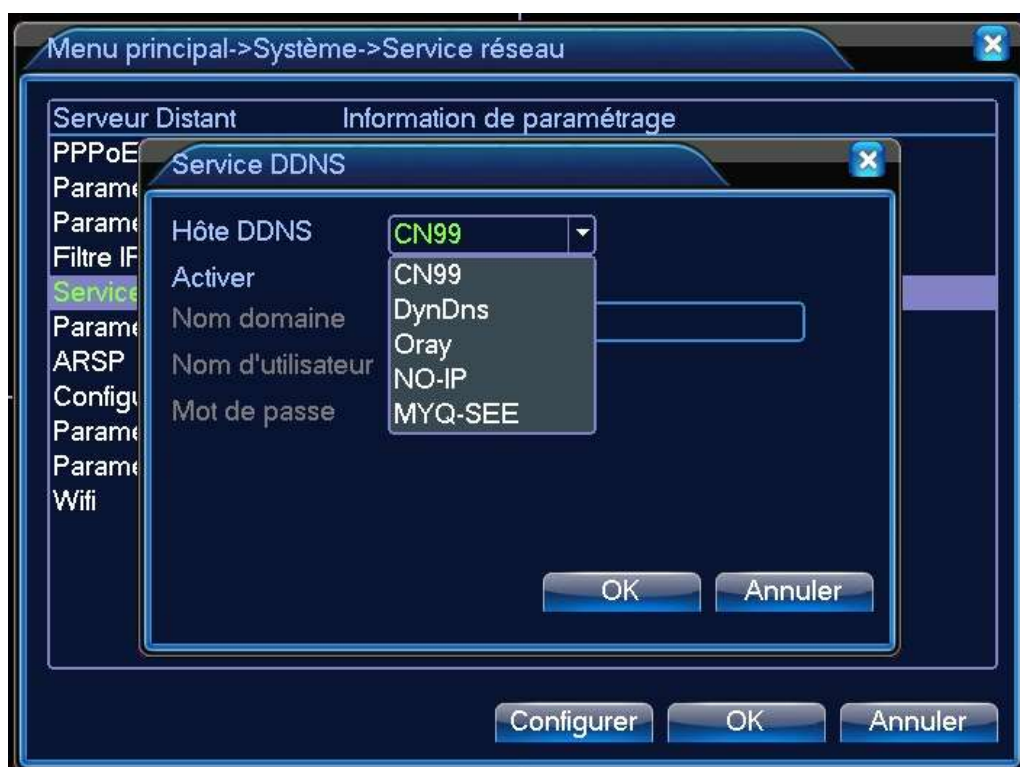 Menu principal->Système->Service réseau
Serveur Distant Information de paramétrage
PPPoE
Service DDNS
Hôte DDNS CN99
Filtre
Activer CN99
Service
Nom domaine DynDns
Oray
ARSP
Nom d'utilisateur NO-IP
Mot de passe MYQ-SEE
Wifi
OK Annuler
Configurer OK Annuler